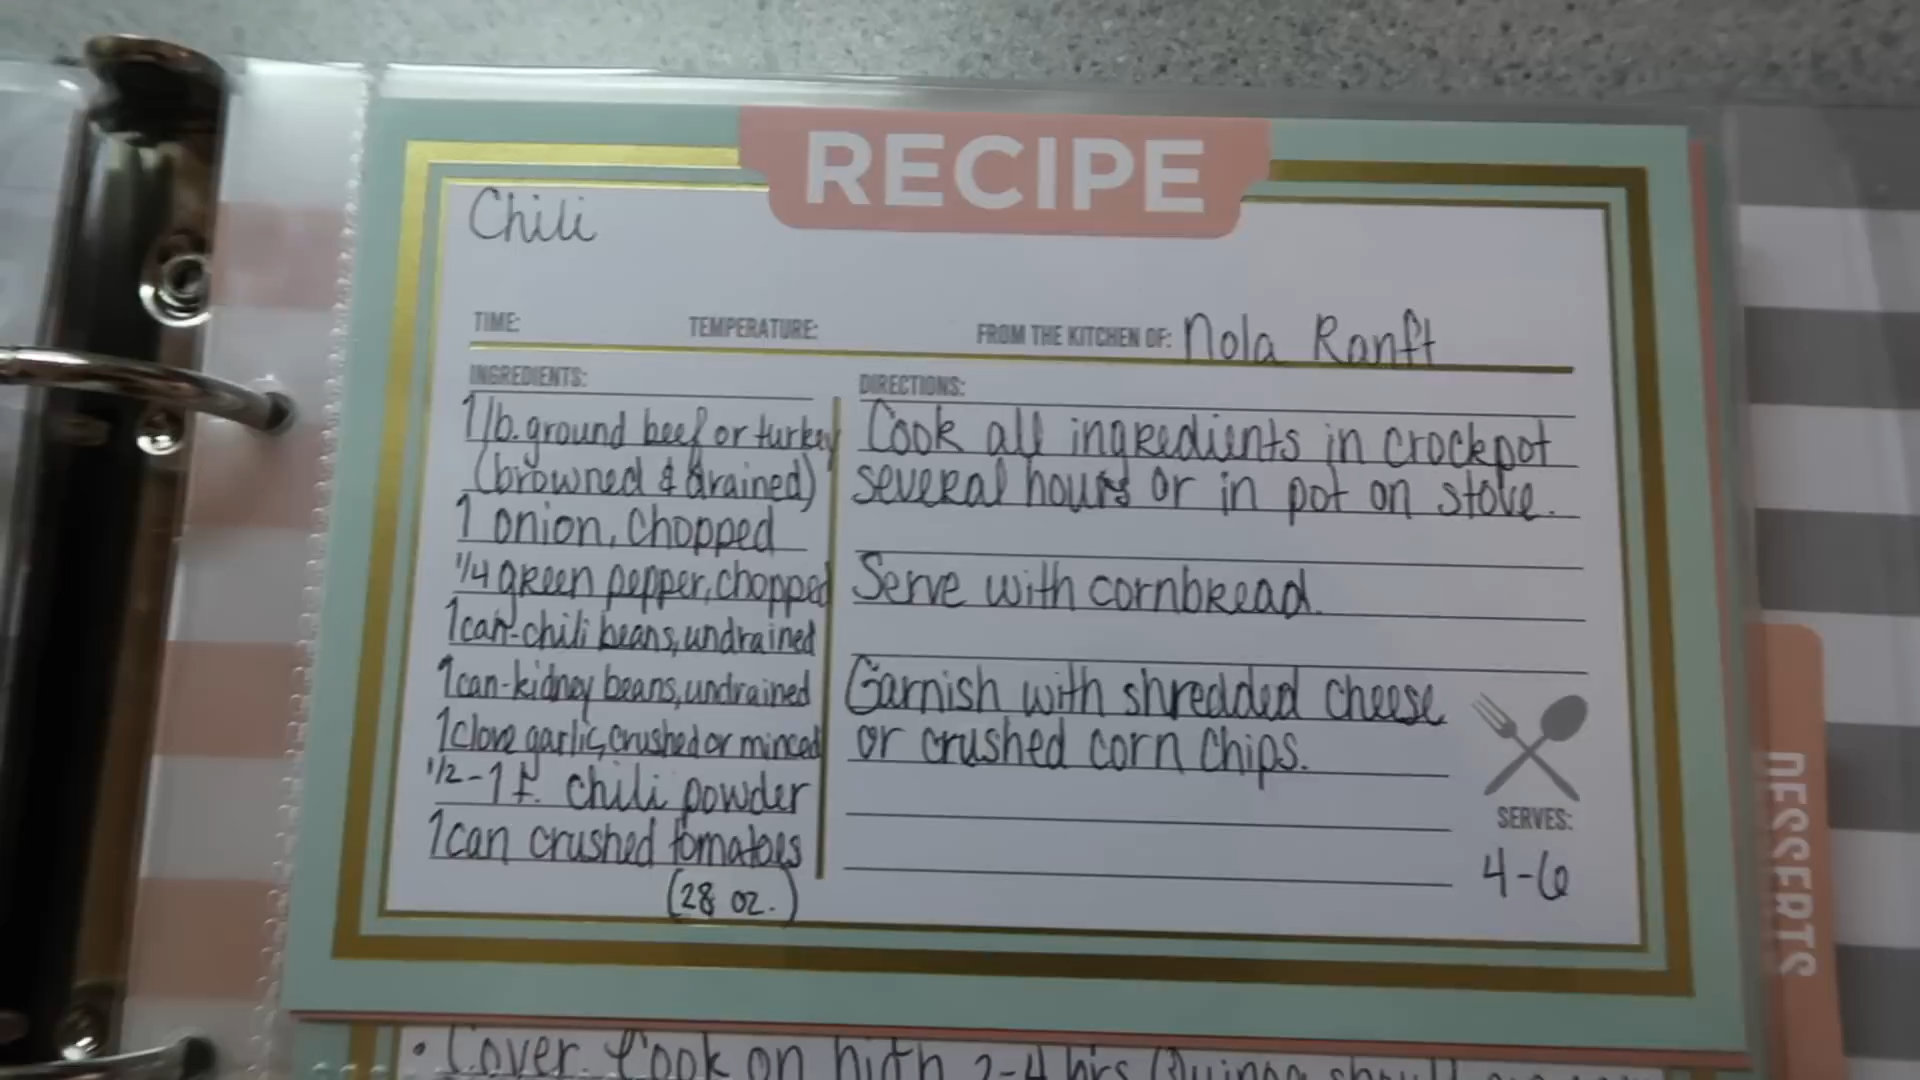 RECIPE
Chili
TIME:
TEMPERATURE:
FROM THE KITCHEN OF: Nola Ranft
INGREDIENTS:
1 lb. ground beef or turkey
(browned & drained)
1 onion, chopped
1/4 green pepper, chopped
1 can-chili beans, undrained
1 can-kidney beans, undrained
1 clove garlic, crushed or minced
1/2-1 t. chili powder
1 can crushed tomatoes
(28 oz.)
DIRECTIONS:
Cook all ingredients in crockpot
several hours or in pot on stove.
Serve with cornbread.
Garnish with shredded cheese
or crushed corn chips.
SERVES:
4-6
DESSERTS
• Cover. Cook on high 2-4 hrs Quinoa should